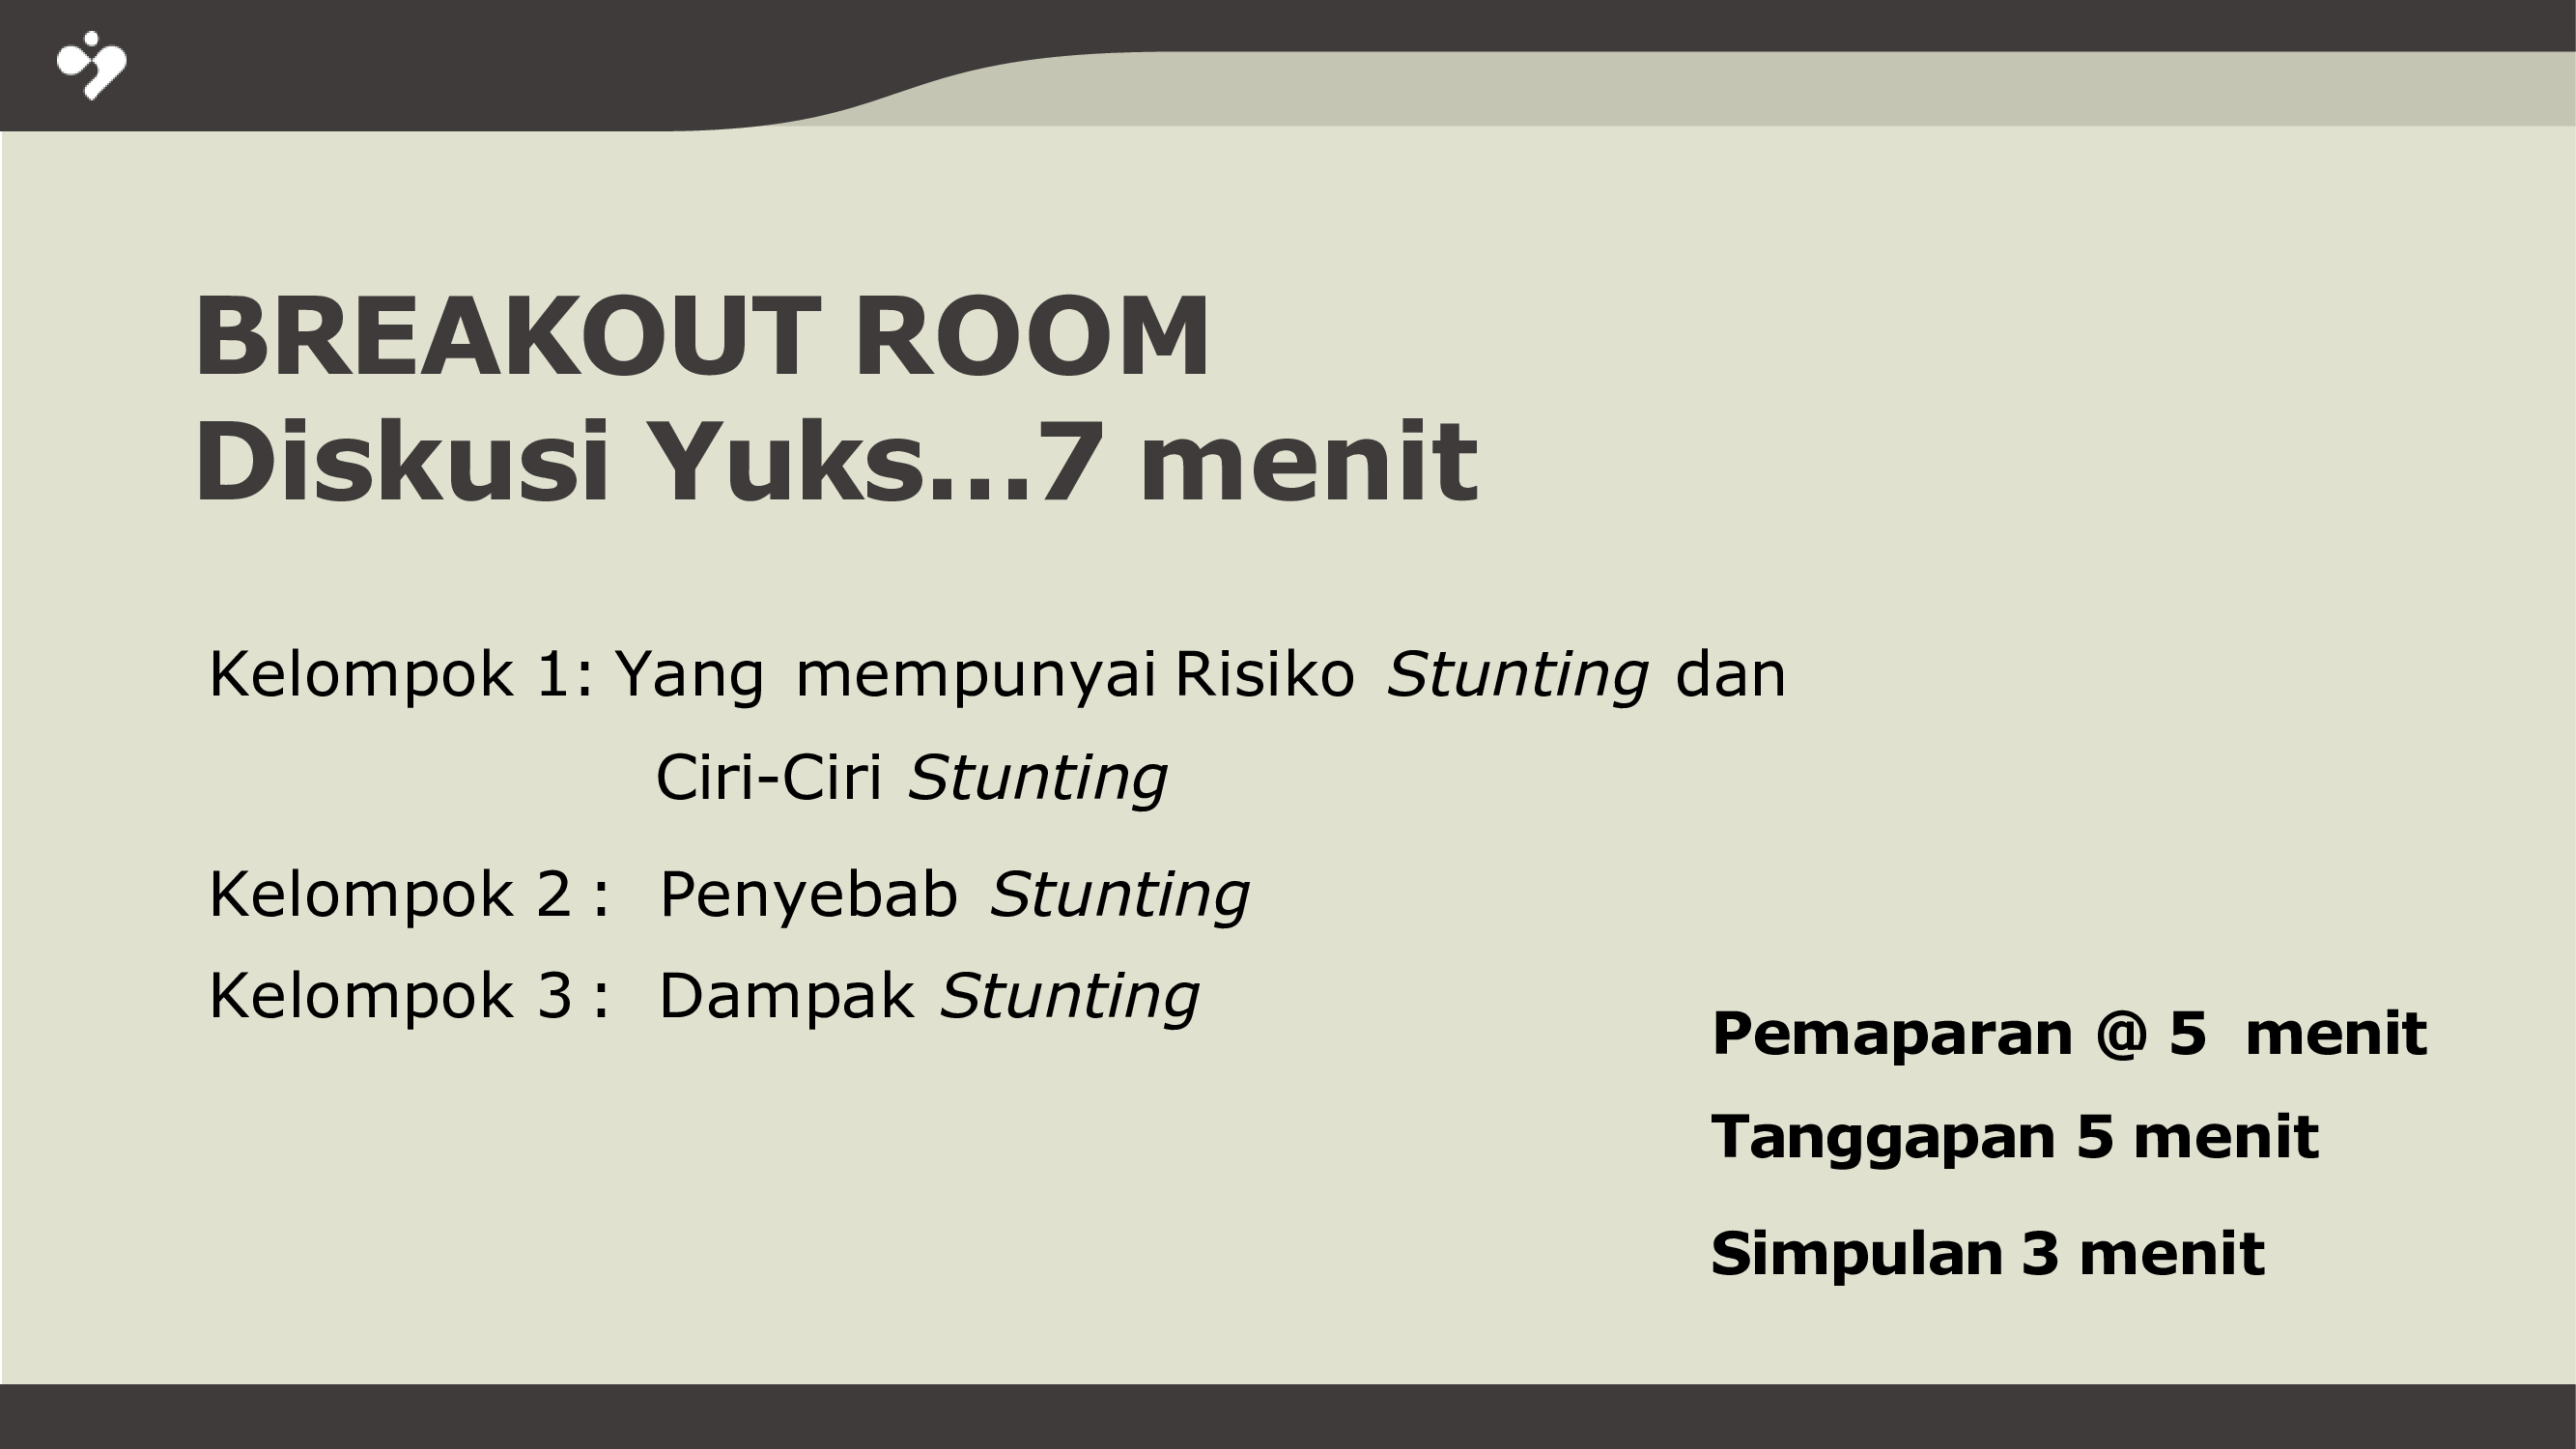 BREAKOUT ROOM
Diskusi Yuks...7 menit
Kelompok 1: Yang mempunyai Risiko Stunting dan
Ciri-Ciri Stunting
Kelompok 2 : Penyebab Stunting
Kelompok 3 : Dampak Stunting
Pemaparan @ 5 menit
Tanggapan 5 menit
Simpulan 3 menit